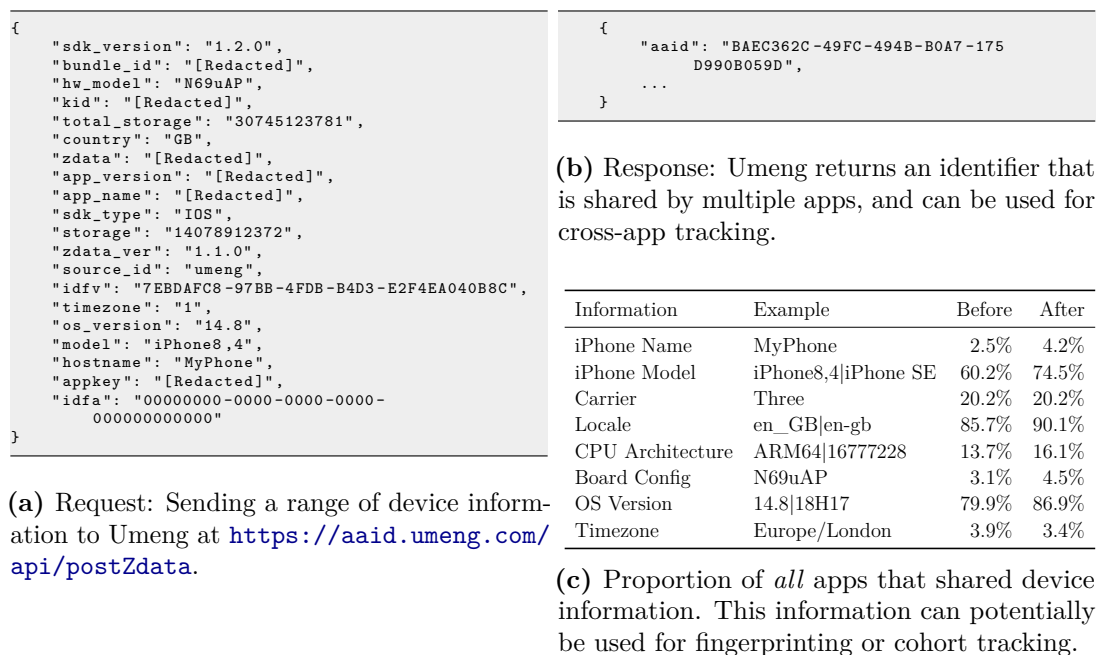 {
"sdk_version": "1.2.0",
"bundle_id": "[Redacted]",
"hw_model": "N69uAP",
"kid": "[Redacted]",
"total_storage": "30745123781",
"country": "GB",
"zdata": "[Redacted]",
"app_version": "[Redacted]",
"app_name": "[Redacted]",
"sdk_type": "IOS",
"storage": "14078912372",
"zdata_ver": "1.1.0",
"source_id": "umeng",
"idfv": "7EBDAFC8-97BB-4FDB-B4D3-E2F4EA040B8C",
"timezone": "1",
"os_version": "14.8",
"model": "iPhone8,4",
"hostname": "MyPhone",
"appkey": "[Redacted]",
"idfa": "00000000-0000-0000-0000-
000000000000"
}
(a) Request: Sending a range of device inform-
ation to Umeng at https://aaid.umeng.com/
api/postZdata.
{
"aaid": "BAEC362C-49FC-494B-B0A7-175
D990B059D",
...
}
(b) Response: Umeng returns an identifier that
is shared by multiple apps, and can be used for
cross-app tracking.
Information Example Before After
iPhone Name MyPhone 2.5% 4.2%
iPhone Model iPhone8,4|iPhone SE 60.2% 74.5%
Carrier Three 20.2% 20.2%
Locale en_GB|en-gb 85.7% 90.1%
CPU Architecture ARM64|16777228 13.7% 16.1%
Board Config N69uAP 3.1% 4.5%
OS Version 14.8|18H17 79.9% 86.9%
Timezone Europe/London 3.9% 3.4%
(c) Proportion of all apps that shared device
information. This information can potentially
be used for fingerprinting or cohort tracking.